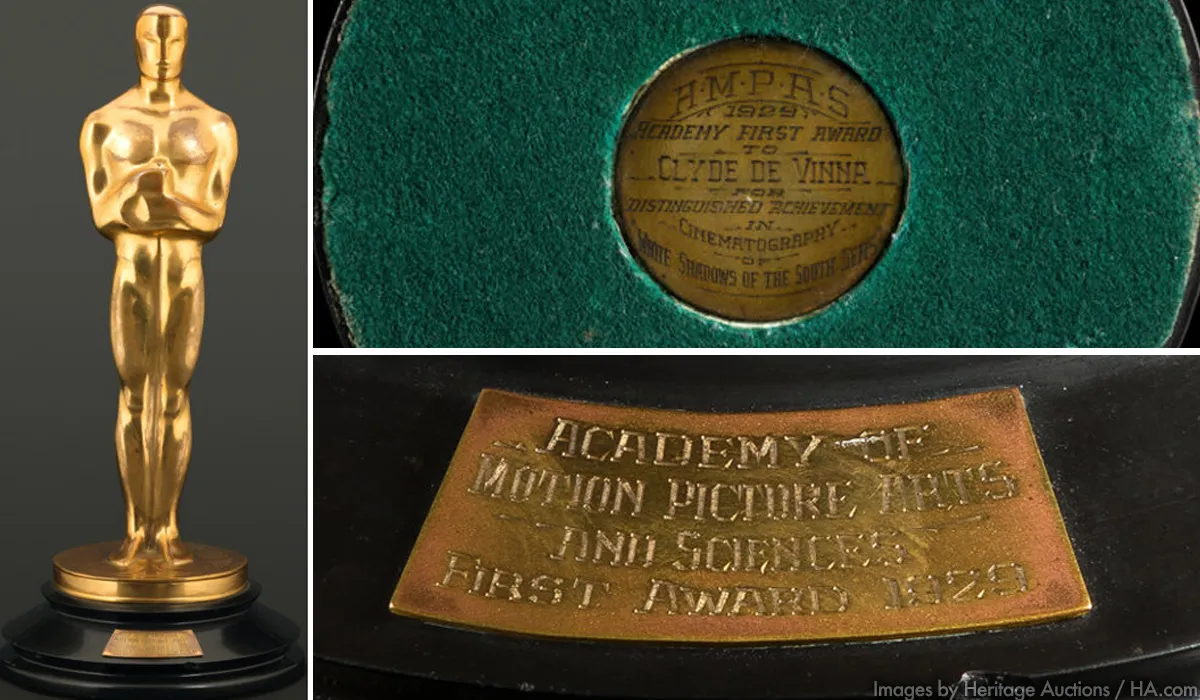 A·M·P·A·S
1929
ACADEMY FIRST AWARD
TO
CLYDE DE VINNA
FOR
DISTINGUISHED ACHIEVEMENT
IN
CINEMATOGRAPHY
OF
WHITE SHADOWS OF THE SOUTH SEAS
ACADEMY OF
MOTION PICTURE ARTS
AND SCIENCES
FIRST AWARD 1929
Images by Heritage Auctions / HA.com